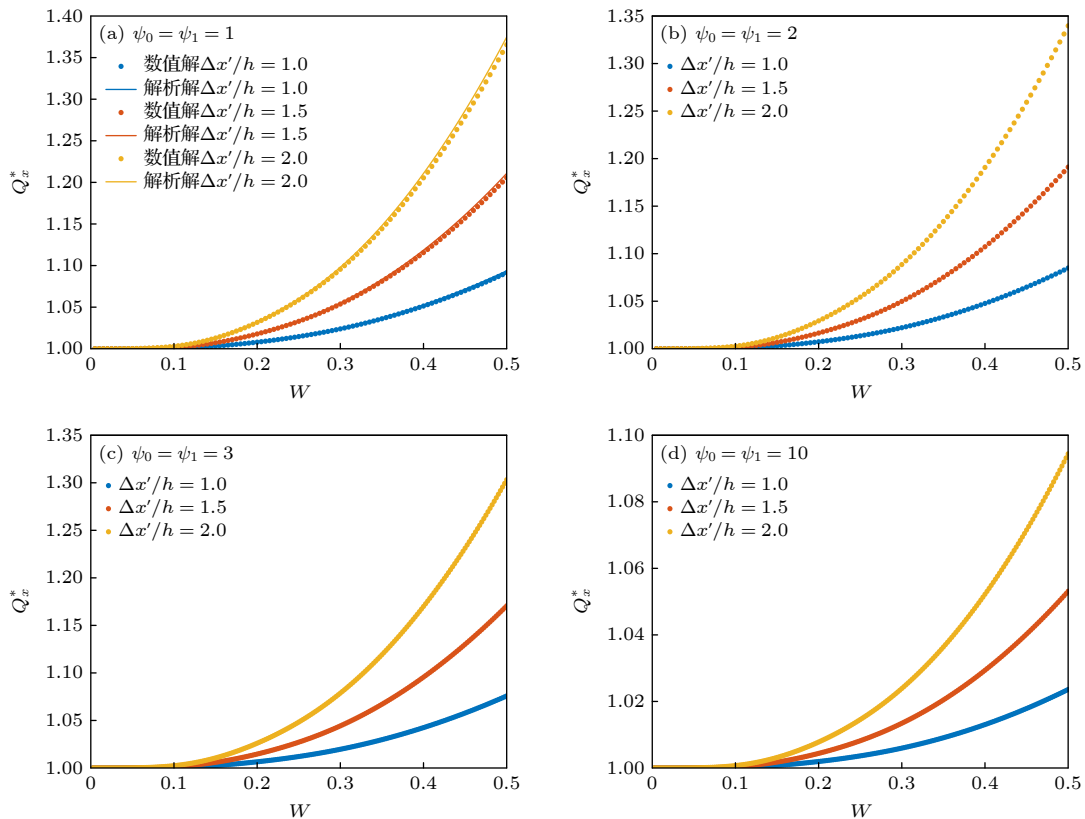 (a) ψ₀ = ψ₁ = 1
数值解Δx′/h = 1.0
解析解Δx′/h = 1.0
数值解Δx′/h = 1.5
解析解Δx′/h = 1.5
数值解Δx′/h = 2.0
解析解Δx′/h = 2.0
1.40
1.35
1.30
1.25
1.20
1.15
1.10
1.05
1.00
Qₓ*
0 0.1 0.2 0.3 0.4 0.5
W
(b) ψ₀ = ψ₁ = 2
Δx′/h = 1.0
Δx′/h = 1.5
Δx′/h = 2.0
1.35
1.30
1.25
1.20
1.15
1.10
1.05
1.00
Qₓ*
0 0.1 0.2 0.3 0.4 0.5
W
(c) ψ₀ = ψ₁ = 3
Δx′/h = 1.0
Δx′/h = 1.5
Δx′/h = 2.0
1.35
1.30
1.25
1.20
1.15
1.10
1.05
1.00
Qₓ*
0 0.1 0.2 0.3 0.4 0.5
W
(d) ψ₀ = ψ₁ = 10
Δx′/h = 1.0
Δx′/h = 1.5
Δx′/h = 2.0
1.10
1.08
1.06
1.04
1.02
1.00
Qₓ*
0 0.1 0.2 0.3 0.4 0.5
W